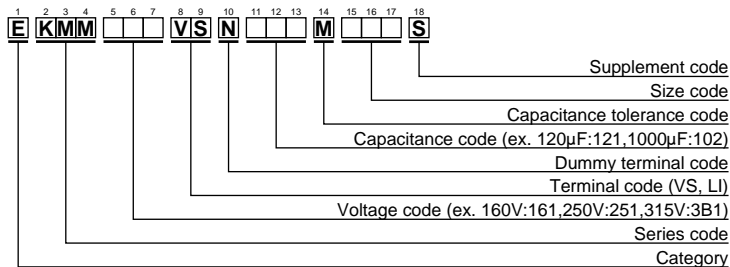 1 2 3 4 5 6 7 8 9 10 11 12 13 14 15 16 17 18
E KMM VS N M S
Supplement code
Size code
Capacitance tolerance code
Capacitance code (ex. 120μF:121,1000μF:102)
Dummy terminal code
Terminal code (VS, LI)
Voltage code (ex. 160V:161,250V:251,315V:3B1)
Series code
Category